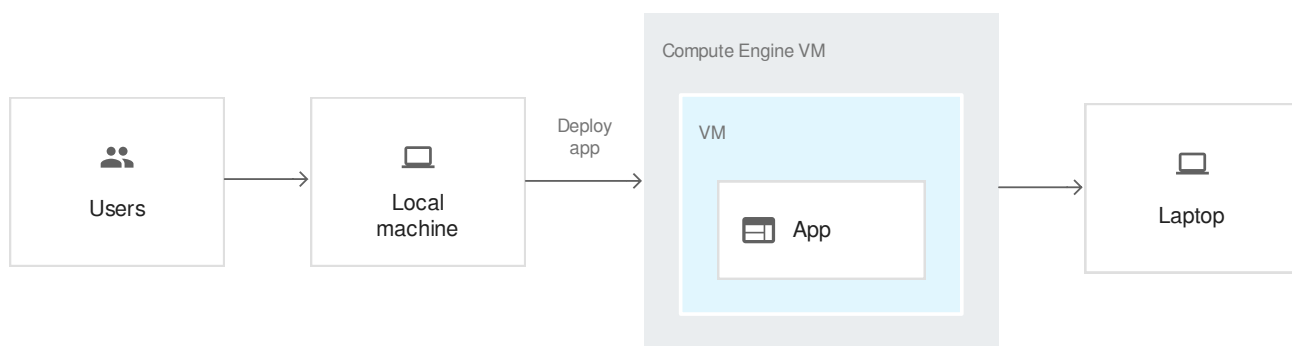 Users
Local
machine
Deploy
app
Compute Engine VM
VM
App
Laptop